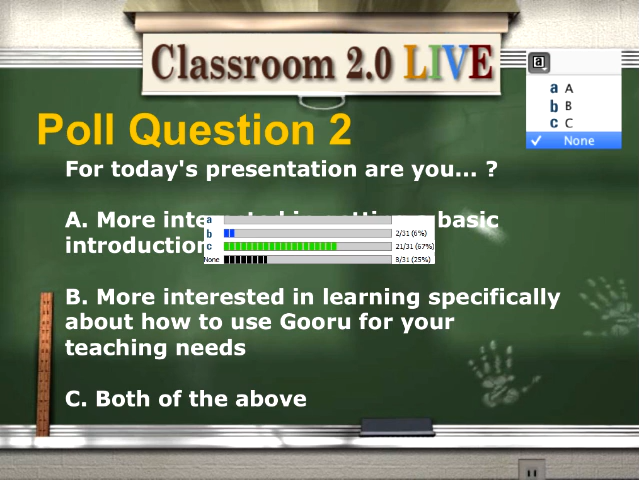 Classroom 2.0 LIVE
a
a A
b B
c C
✓ None
Poll Question 2
For today's presentation are you... ?
A. More basic
introduction
a
b 2/31 (6%)
c 21/31 (67%)
None 8/31 (25%)
B. More interested in learning specifically
about how to use Gooru for your
teaching needs
C. Both of the above